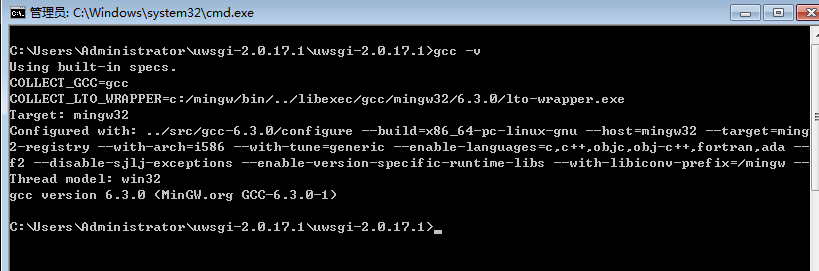 管理员: C:\Windows\system32\cmd.exe
C:\Users\Administrator\uwsgi-2.0.17.1\uwsgi-2.0.17.1>gcc -v
Using built-in specs.
COLLECT_GCC=gcc
COLLECT_LTO_WRAPPER=c:/mingw/bin/../libexec/gcc/mingw32/6.3.0/lto-wrapper.exe
Target: mingw32
Configured with: ../src/gcc-6.3.0/configure --build=x86_64-pc-linux-gnu --host=mingw32 --target=ming
2-registry --with-arch=i586 --with-tune=generic --enable-languages=c,c++,objc,obj-c++,fortran,ada --
f2 --disable-sjlj-exceptions --enable-version-specific-runtime-libs --with-libiconv-prefix=/mingw --
Thread model: win32
gcc version 6.3.0 (MinGW.org GCC-6.3.0-1)
C:\Users\Administrator\uwsgi-2.0.17.1\uwsgi-2.0.17.1>